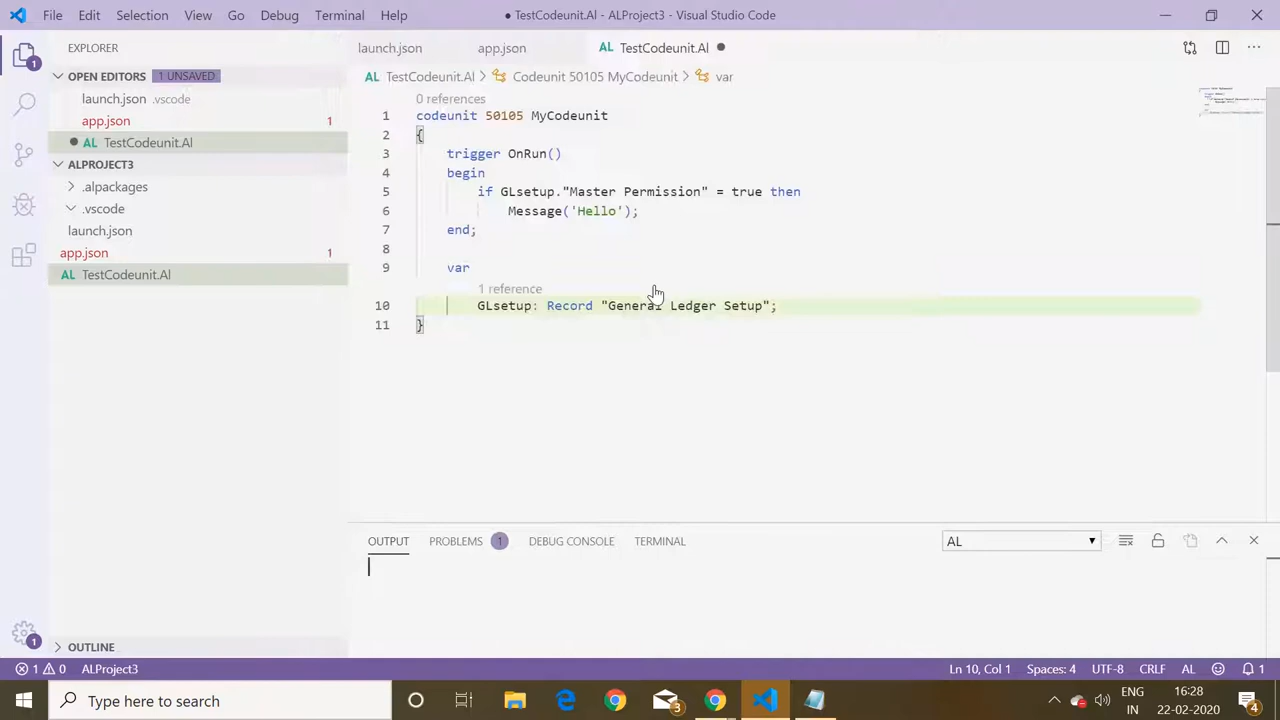 File Edit Selection View Go Debug Terminal Help ● TestCodeunit.Al - ALProject3 - Visual Studio Code
EXPLORER
launch.json app.json AL TestCodeunit.Al ●
OPEN EDITORS 1 UNSAVED
AL TestCodeunit.Al > Codeunit 50105 MyCodeunit > var
launch.json .vscode
app.json 1
TestCodeunit.Al
ALPROJECT3
.alpackages
.vscode
launch.json
app.json 1
AL TestCodeunit.Al
0 references
1 codeunit 50105 MyCodeunit
2 {
3 trigger OnRun()
4 begin
5 if GLsetup."Master Permission" = true then
6 Message('Hello');
7 end;
8
9 var
1 reference
10 GLsetup: Record "General Ledger Setup";
11 }
OUTPUT PROBLEMS 1 DEBUG CONSOLE TERMINAL AL
OUTLINE
1
1
1 0 ALProject3 Ln 10, Col 1 Spaces: 4 UTF-8 CRLF AL 1
Type here to search 3 ENG 16:28
IN 22-02-2020 4